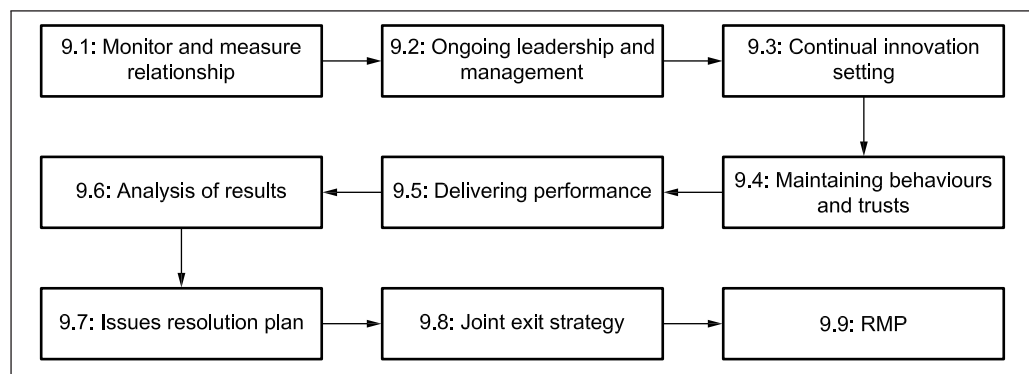 9.1: Monitor and measure
relationship
9.2: Ongoing leadership and
management
9.3: Continual innovation
setting
9.4: Maintaining behaviours
and trusts
9.5: Delivering performance
9.6: Analysis of results
9.7: Issues resolution plan
9.8: Joint exit strategy
9.9: RMP